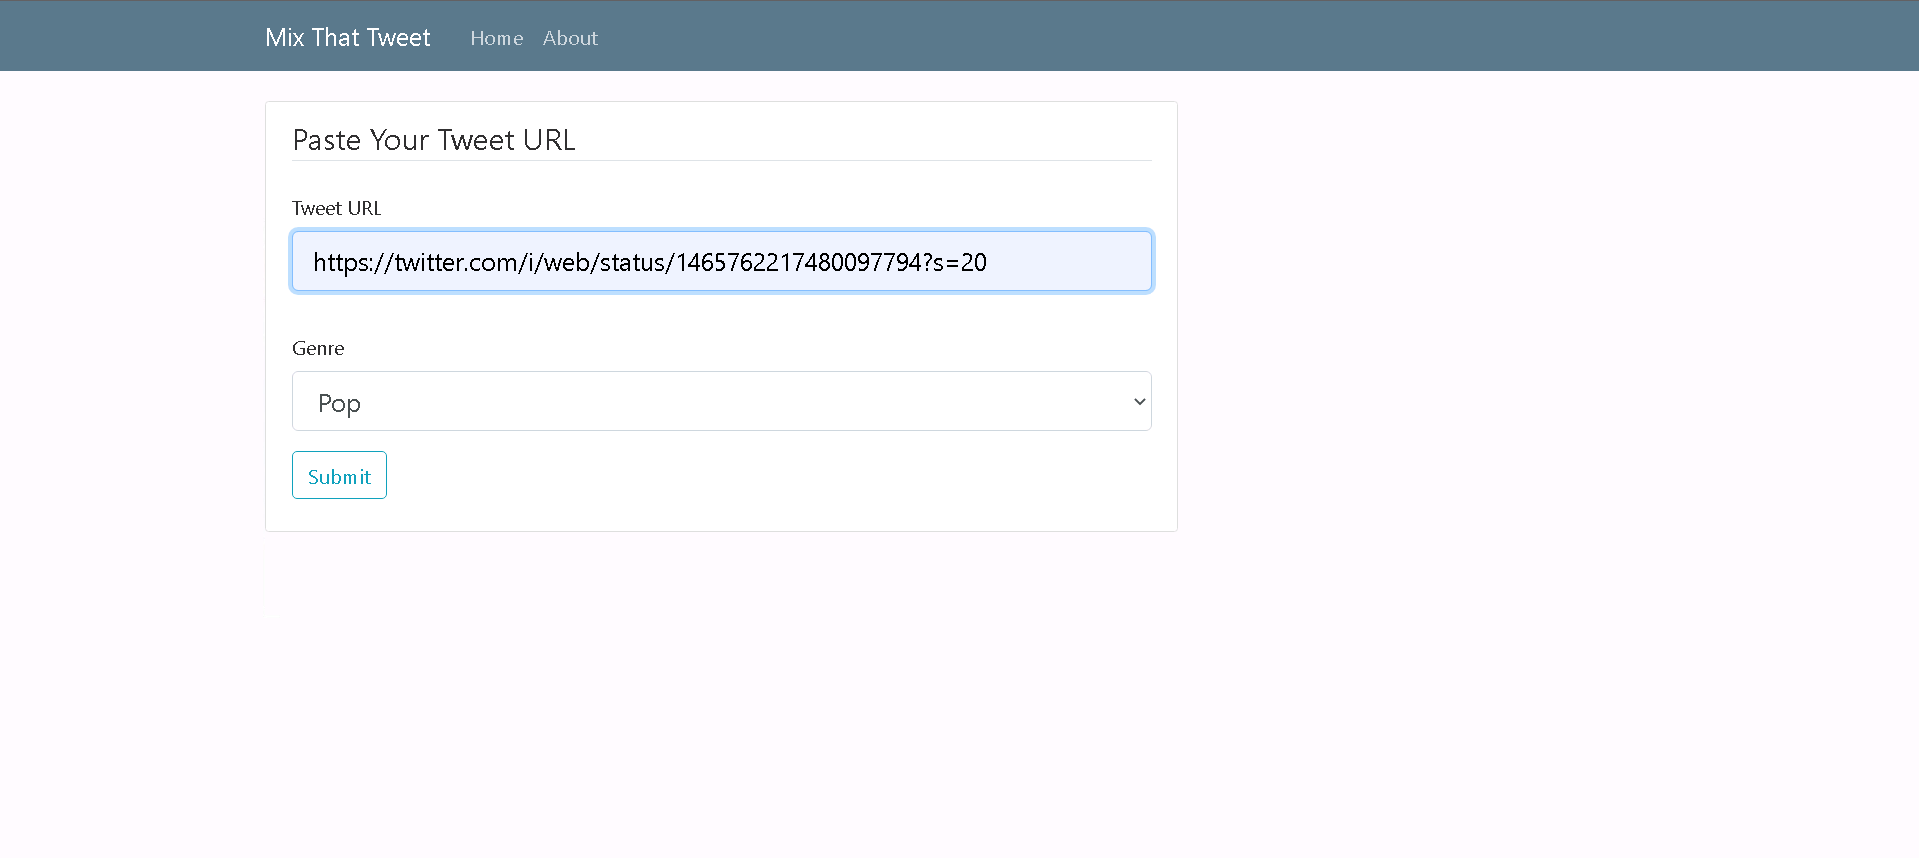 Mix That Tweet Home About
Paste Your Tweet URL
Tweet URL
https://twitter.com/i/web/status/1465762217480097794?s=20
Genre
Pop
Submit